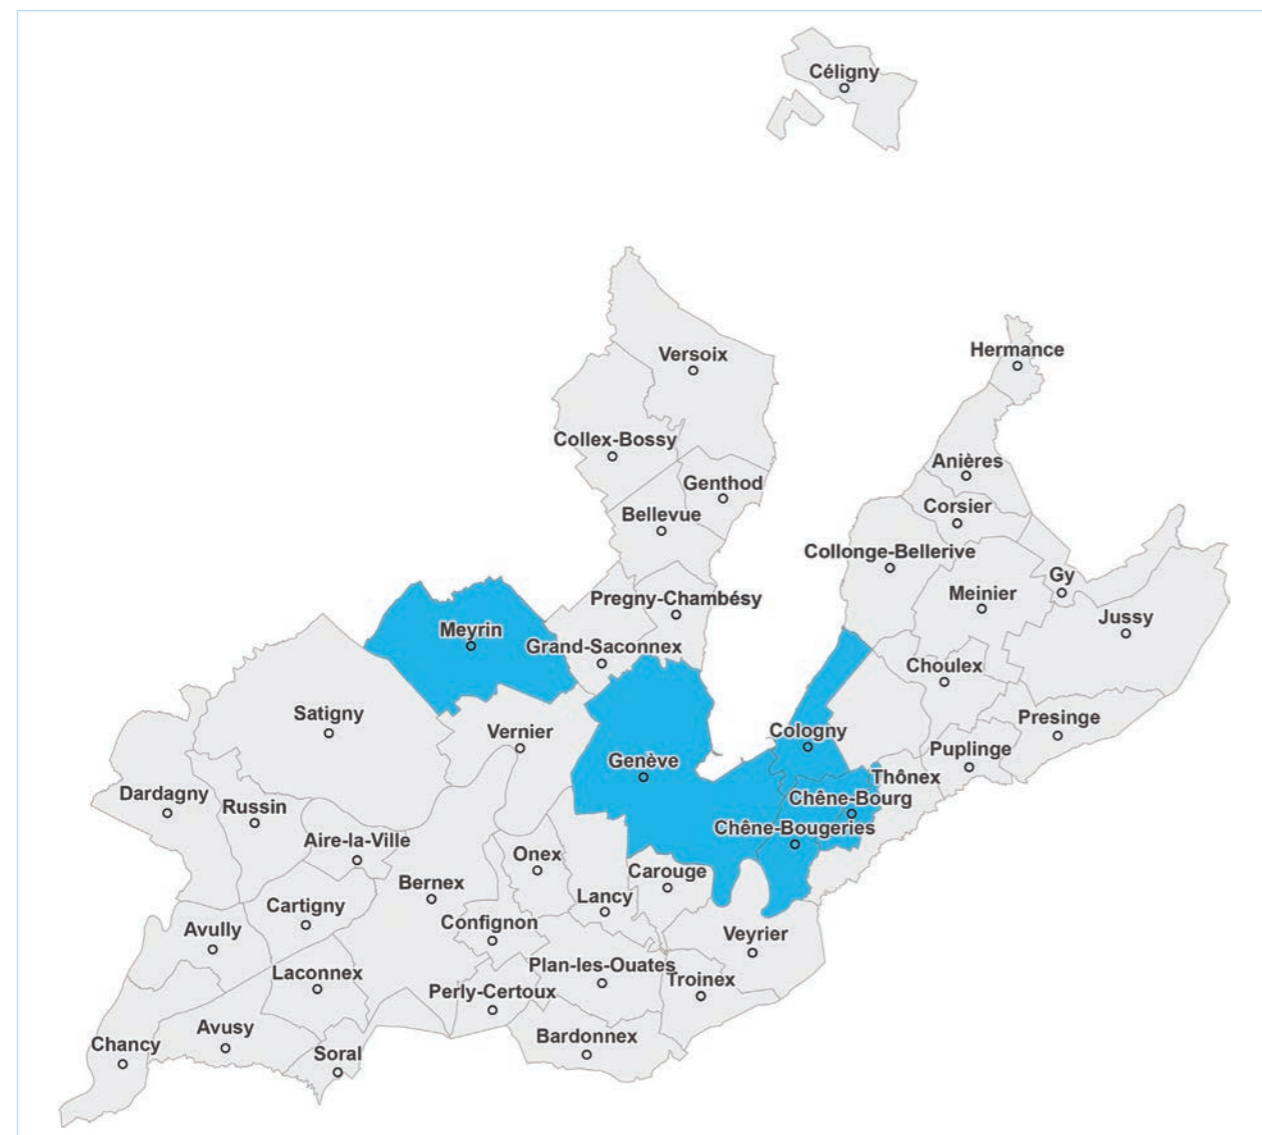 Céligny
Hermance
Versoix
Collex-Bossy
Anières
Genthod
Corsier
Bellevue
Collonge-Bellerive
Gy
Meinier
Pregny-Chambésy
Jussy
Meyrin
Grand-Saconnex
Choulex
Satigny
Presinge
Vernier
Cologny
Puplinge
Genève
Thônex
Dardagny
Chêne-Bourg
Russin
Chêne-Bougeries
Aire-la-Ville
Onex
Carouge
Bernex
Lancy
Cartigny
Confignon
Avully
Veyrier
Plan-les-Ouates
Laconnex
Troinex
Perly-Certoux
Avusy
Bardonnex
Chancy
Soral